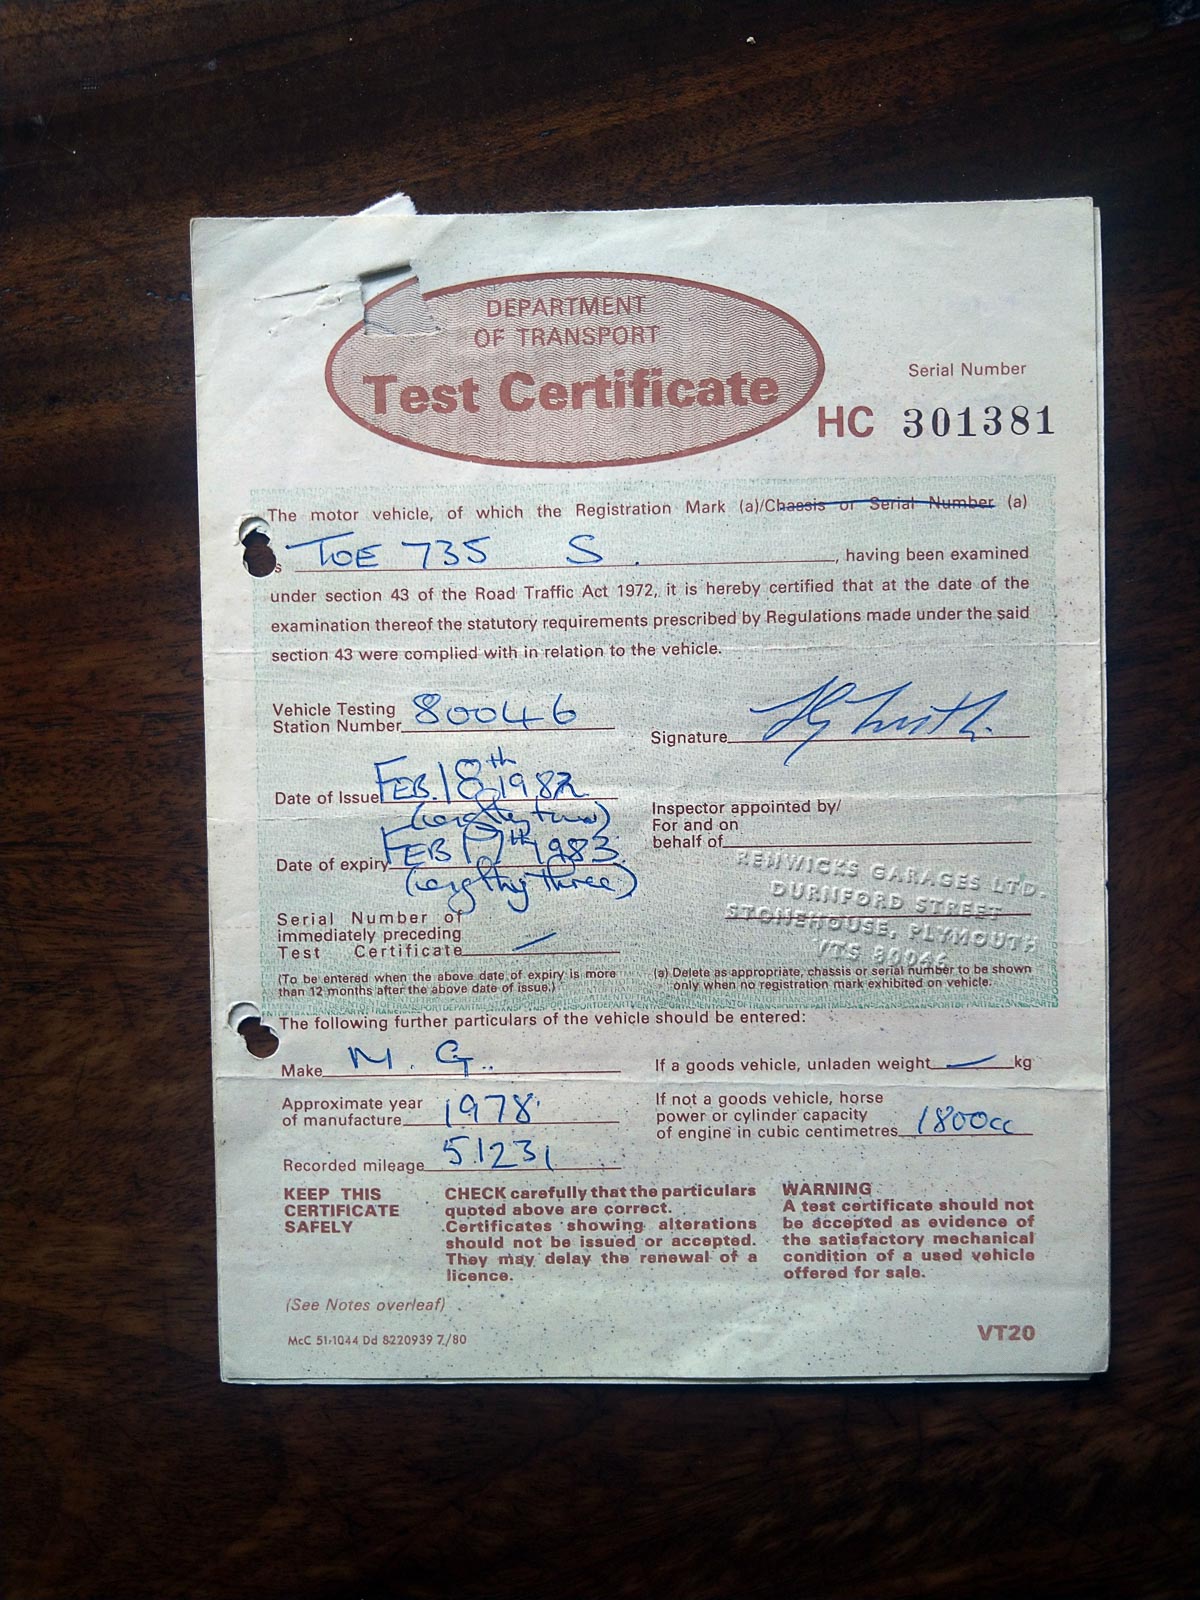 DEPARTMENT
OF TRANSPORT
Test Certificate
Serial Number
HC 301381
The motor vehicle, of which the Registration Mark (a)/Chassis or Serial Number (a)
s TOE 735 S. , having been examined
under section 43 of the Road Traffic Act 1972, it is hereby certified that at the date of the
examination thereof the statutory requirements prescribed by Regulations made under the said
section 43 were complied with in relation to the vehicle.
Vehicle Testing
Station Number 80046
Signature
Date of Issue FEB. 18th 1982
(eighty two)
Date of expiry FEB 17th 1983
(eighty three)
Inspector appointed by/
For and on
behalf of
RENWICKS GARAGES LTD.
DURNFORD STREET
STONEHOUSE, PLYMOUTH
VTS 80046
Serial Number of
immediately preceding
Test Certificate
(To be entered when the above date of expiry is more
than 12 months after the above date of issue.)
(a) Delete as appropriate, chassis or serial number to be shown
only when no registration mark exhibited on vehicle.
The following further particulars of the vehicle should be entered:
Make M. G.
If a goods vehicle, unladen weight — kg
Approximate year
of manufacture 1978
If not a goods vehicle, horse
power or cylinder capacity
of engine in cubic centimetres 1800cc
Recorded mileage 51231
KEEP THIS
CERTIFICATE
SAFELY
CHECK carefully that the particulars
quoted above are correct.
Certificates showing alterations
should not be issued or accepted.
They may delay the renewal of a
licence.
WARNING
A test certificate should not
be accepted as evidence of
the satisfactory mechanical
condition of a used vehicle
offered for sale.
(See Notes overleaf)
McC 51-1044 Dd 8220939 7/80
VT20